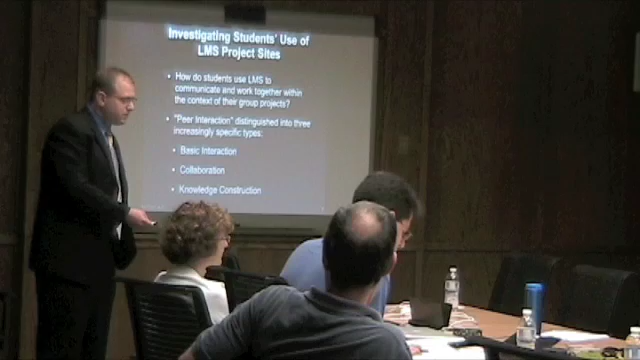 Investigating Students' Use of
LMS Project Sites
• How do students use LMS to
communicate and work together within
the context of their group projects?
• "Peer Interaction" distinguished into three
increasingly specific types:
• Basic Interaction
• Collaboration
• Knowledge Construction